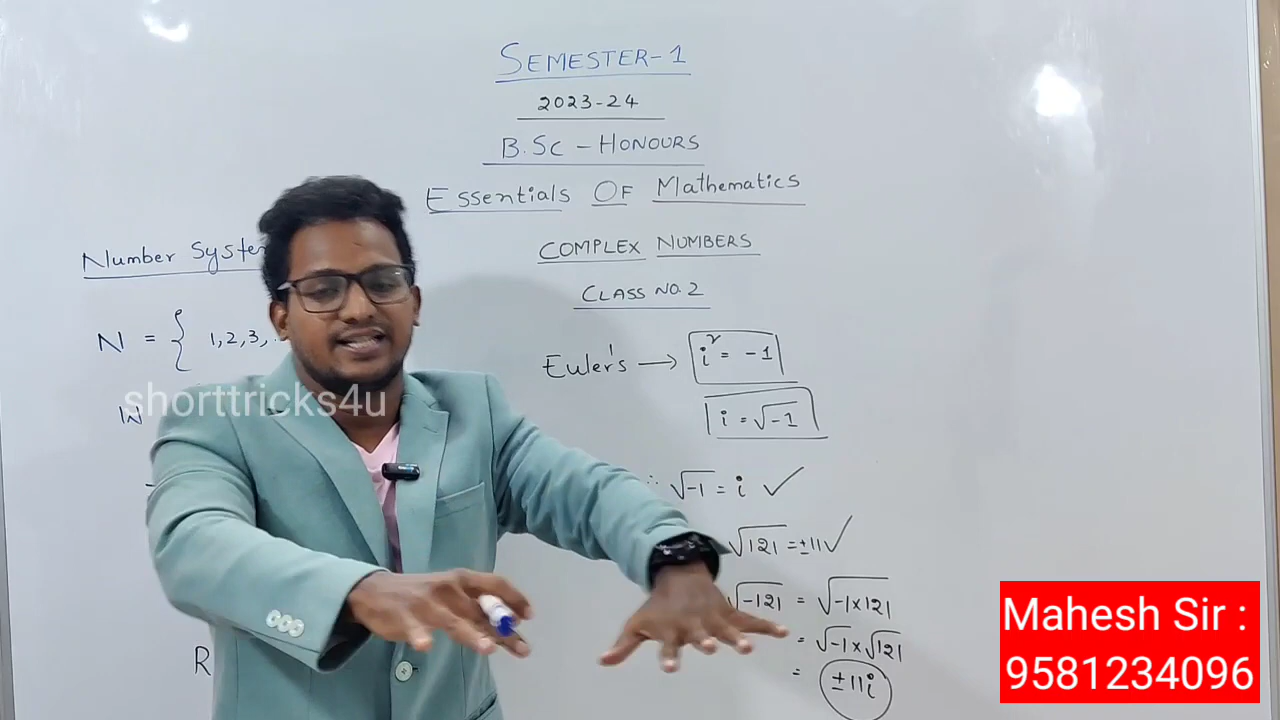 SEMESTER-1
2023-24
B.Sc - HONOURS
Essentials Of Mathematics
Number System
COMPLEX NUMBERS
CLASS NO. 2
N = { 1,2,3,.
Euler's → i² = -1
i = √-1
shorttricks4u
W
∴ √-1 = i ✓
√121 = ±11 ✓
√-121 = √-1×121
= √-1 × √121
= ±11i
R
Mahesh Sir :
9581234096